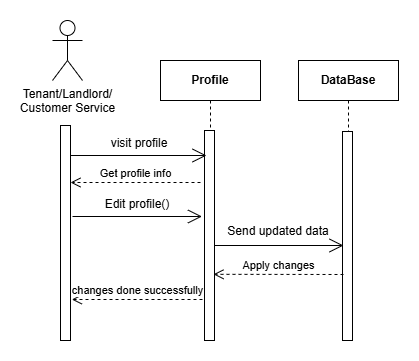 Tenant/Landlord/
Customer Service
Profile
DataBase
visit profile
Get profile info
Edit profile()
Send updated data
Apply changes
changes done successfully